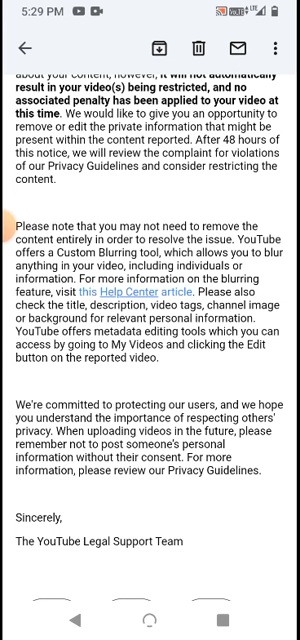 5:29 PM
about your content, however, it will not automatically
result in your video(s) being restricted, and no
associated penalty has been applied to your video at
this time. We would like to give you an opportunity to
remove or edit the private information that might be
present within the content reported. After 48 hours of
this notice, we will review the complaint for violations
of our Privacy Guidelines and consider restricting the
content.
Please note that you may not need to remove the
content entirely in order to resolve the issue. YouTube
offers a Custom Blurring tool, which allows you to blur
anything in your video, including individuals or
information. For more information on the blurring
feature, visit this Help Center article. Please also
check the title, description, video tags, channel image
or background for relevant personal information.
YouTube offers metadata editing tools which you can
access by going to My Videos and clicking the Edit
button on the reported video.
We're committed to protecting our users, and we hope
you understand the importance of respecting others'
privacy. When uploading videos in the future, please
remember not to post someone's personal
information without their consent. For more
information, please review our Privacy Guidelines.
Sincerely,
The YouTube Legal Support Team